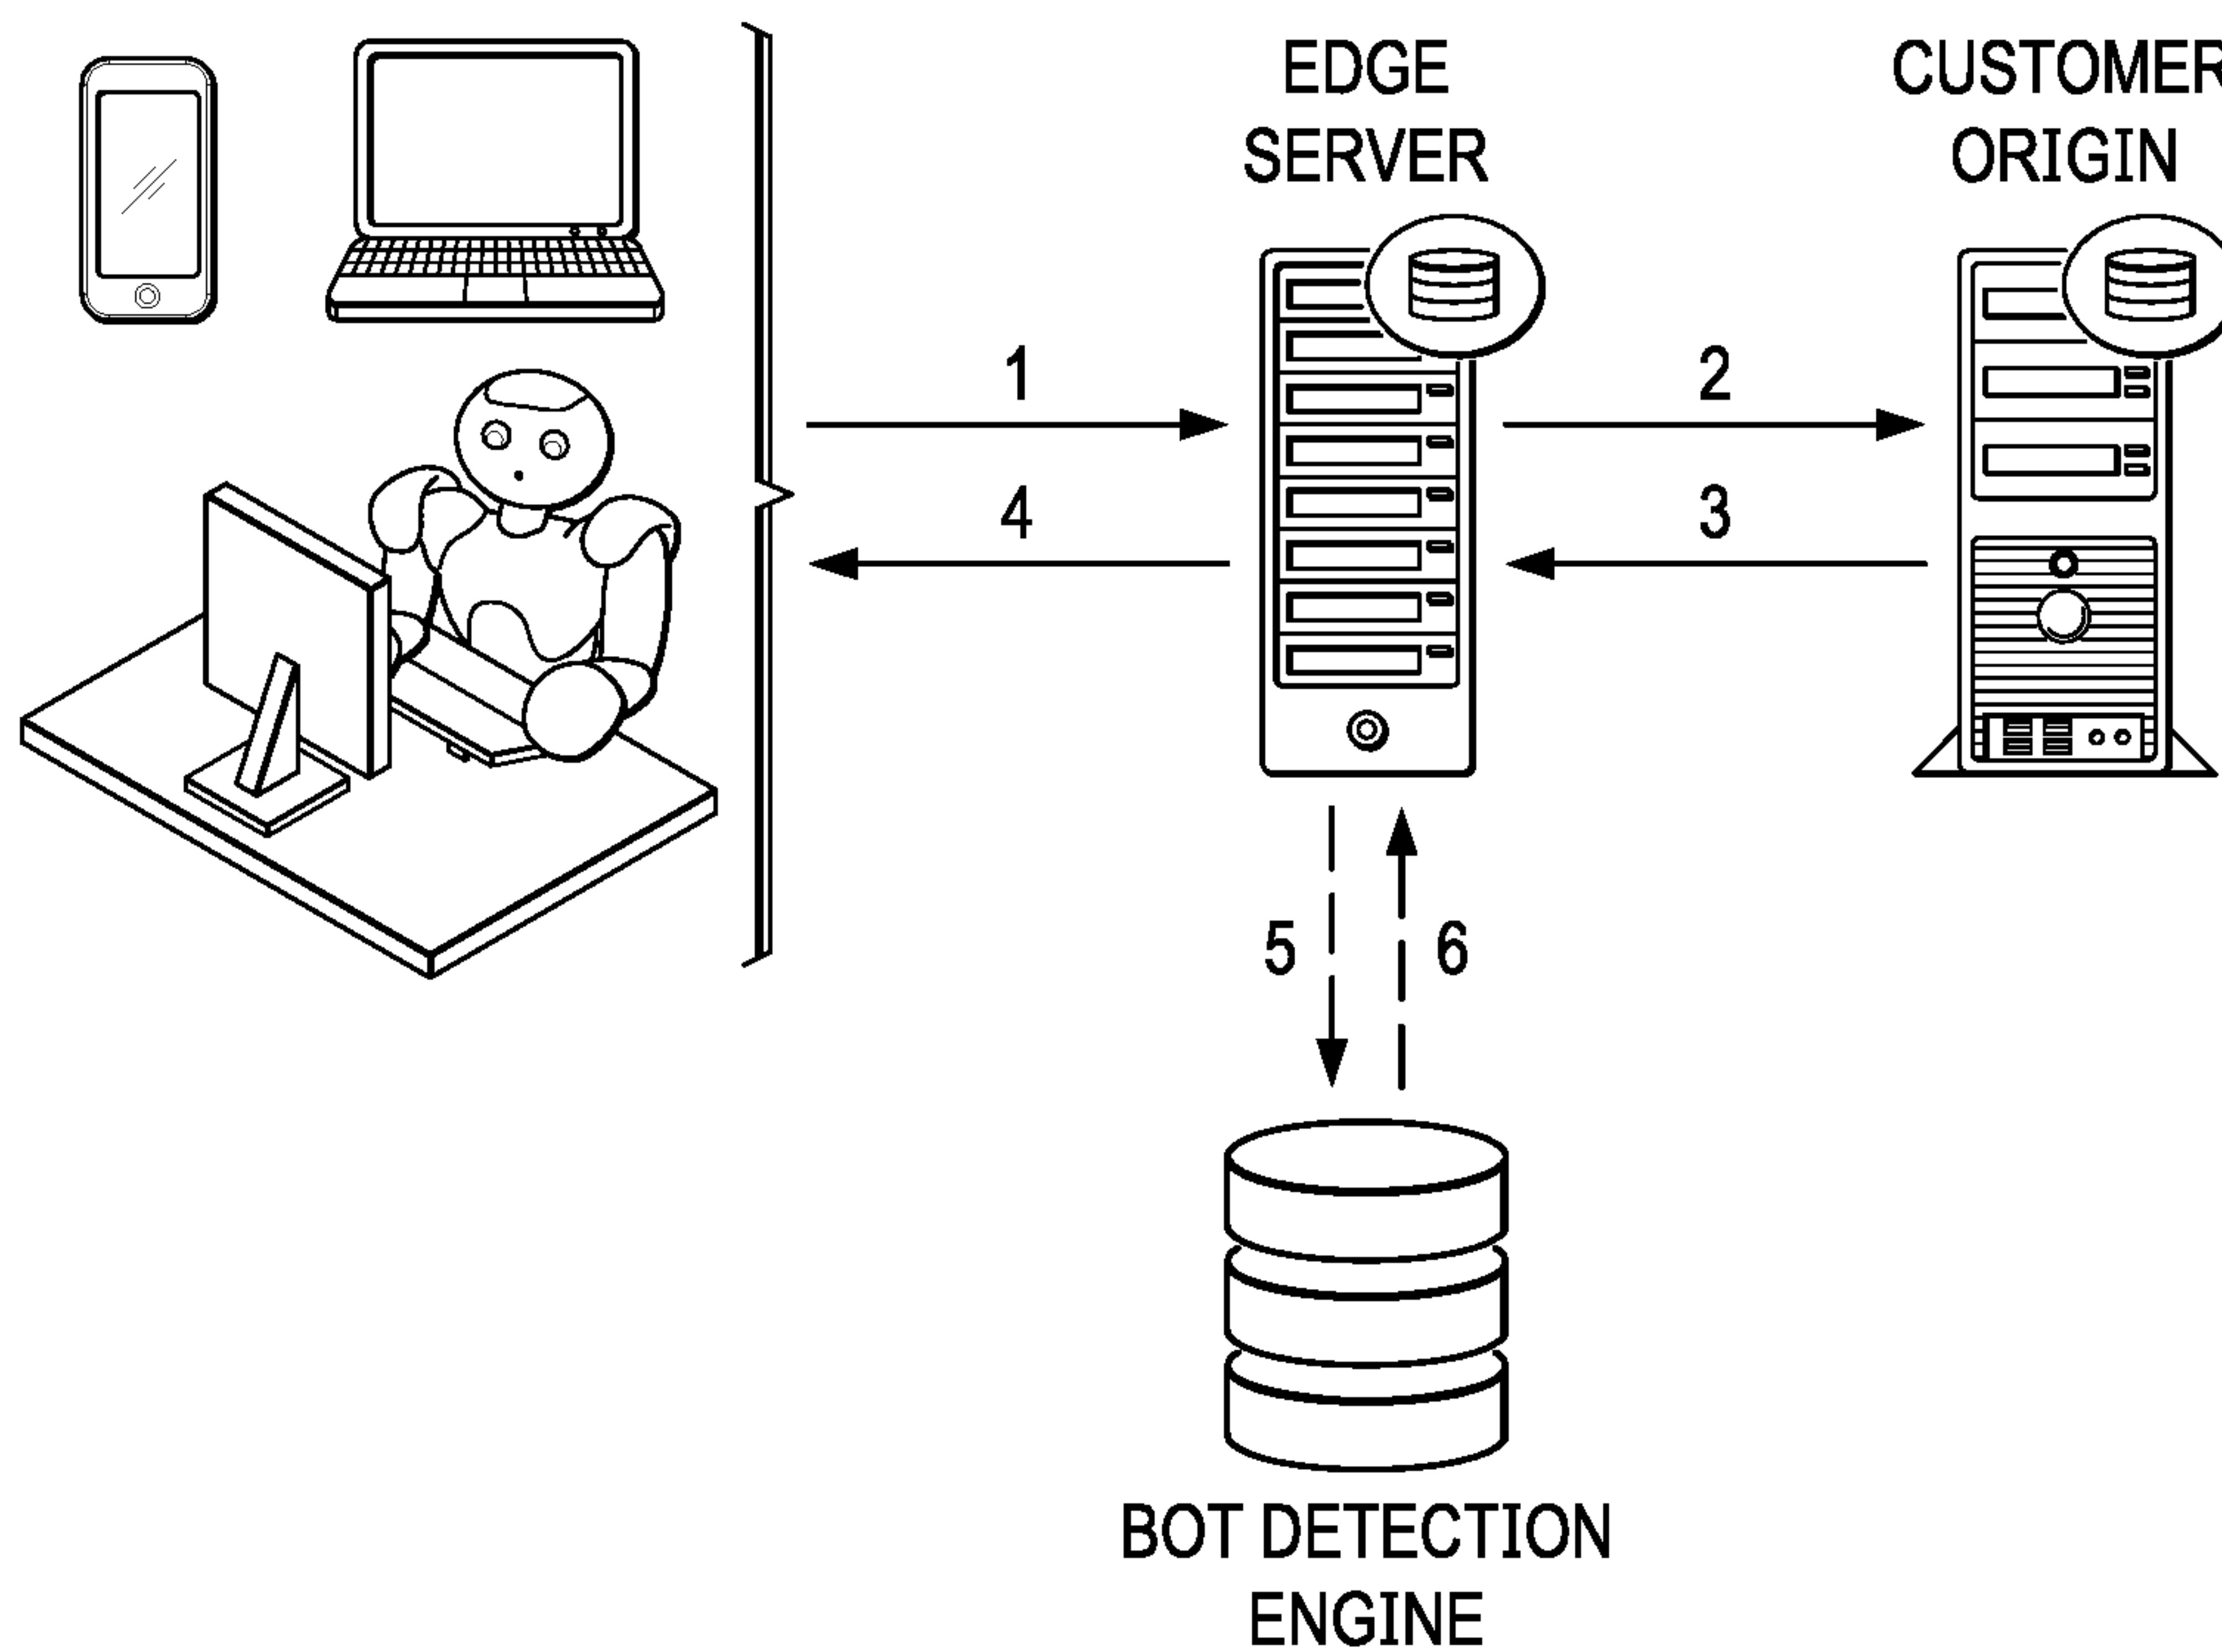 EDGE
SERVER
CUSTOMER
ORIGIN
1
2
4
3
5
6
BOT DETECTION
ENGINE